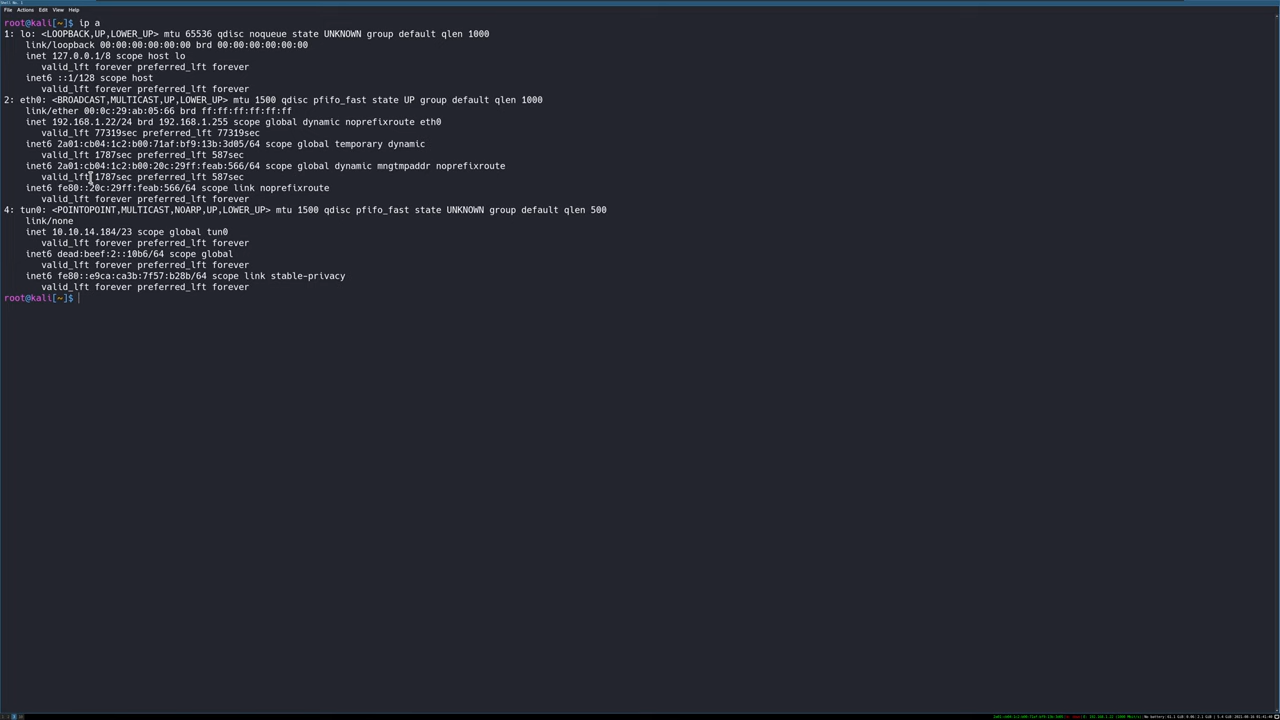 File Actions Edit View Help
root@kali[~]$ ip a
1: lo: <LOOPBACK,UP,LOWER_UP> mtu 65536 qdisc noqueue state UNKNOWN group default qlen 1000
    link/loopback 00:00:00:00:00:00 brd 00:00:00:00:00:00
    inet 127.0.0.1/8 scope host lo
       valid_lft forever preferred_lft forever
    inet6 ::1/128 scope host
       valid_lft forever preferred_lft forever
2: eth0: <BROADCAST,MULTICAST,UP,LOWER_UP> mtu 1500 qdisc pfifo_fast state UP group default qlen 1000
    link/ether 00:0c:29:ab:05:66 brd ff:ff:ff:ff:ff:ff
    inet 192.168.1.22/24 brd 192.168.1.255 scope global dynamic noprefixroute eth0
       valid_lft 77319sec preferred_lft 77319sec
    inet6 2a01:cb04:1c2:b00:71af:bf9:13b:3d05/64 scope global temporary dynamic
       valid_lft 1787sec preferred_lft 587sec
    inet6 2a01:cb04:1c2:b00:20c:29ff:feab:566/64 scope global dynamic mngtmpaddr noprefixroute
       valid_lft 1787sec preferred_lft 587sec
    inet6 fe80::20c:29ff:feab:566/64 scope link noprefixroute
       valid_lft forever preferred_lft forever
4: tun0: <POINTOPOINT,MULTICAST,NOARP,UP,LOWER_UP> mtu 1500 qdisc pfifo_fast state UNKNOWN group default qlen 500
    link/none
    inet 10.10.14.184/23 scope global tun0
       valid_lft forever preferred_lft forever
    inet6 dead:beef:2::10b6/64 scope global
       valid_lft forever preferred_lft forever
    inet6 fe80::e9ca:ca3b:7f57:b28b/64 scope link stable-privacy
       valid_lft forever preferred_lft forever
root@kali[~]$